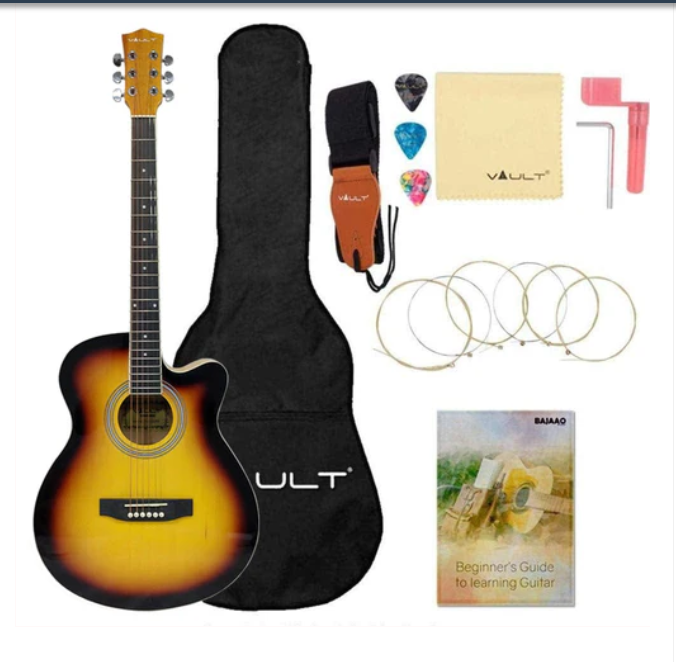 VAULT
VAULT
VAULT®
ULT®
BAJAAO
Beginner's Guide
to learning Guitar